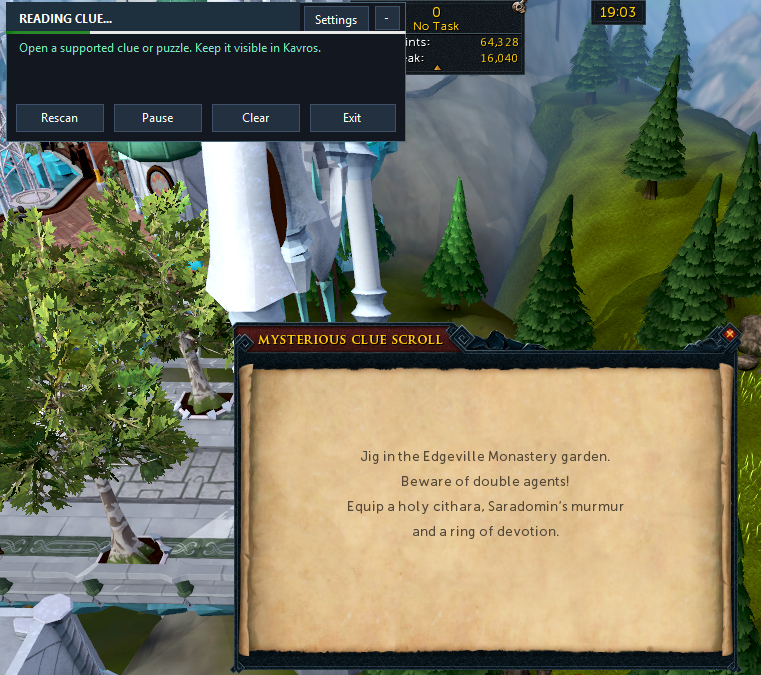 READING CLUE...
Settings
-
0
No Task
19:03
ints: 64,328
eak: 16,040
Open a supported clue or puzzle. Keep it visible in Kavros.
Rescan Pause Clear Exit
MYSTERIOUS CLUE SCROLL
Jig in the Edgeville Monastery garden.
Beware of double agents!
Equip a holy cithara, Saradomin's murmur
and a ring of devotion.